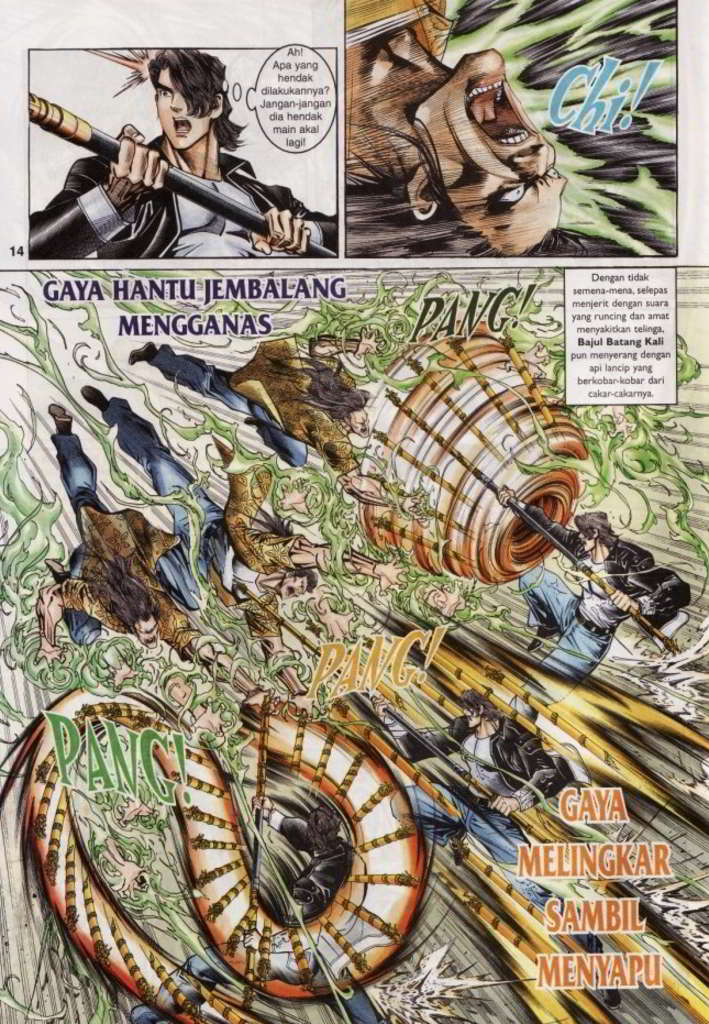 Ah!
Apa yang
hendak
dilakukannya?
Jangan-jangan
dia hendak
main akal
lagi!
Chi!
14
GAYA HANTU JEMBALANG
MENGGANAS
PANG!
Dengan tidak
semena-mena, selepas
menjerit dengan suara
yang runcing dan amat
menyakitkan telinga,
Bajul Batang Kali
pun menyerang dengan
api lancip yang
berkobar-kobar dari
cakar-cakarnya.
PANG!
PANG!
GAYA
MELINGKAR
SAMBIL
MENYAPU